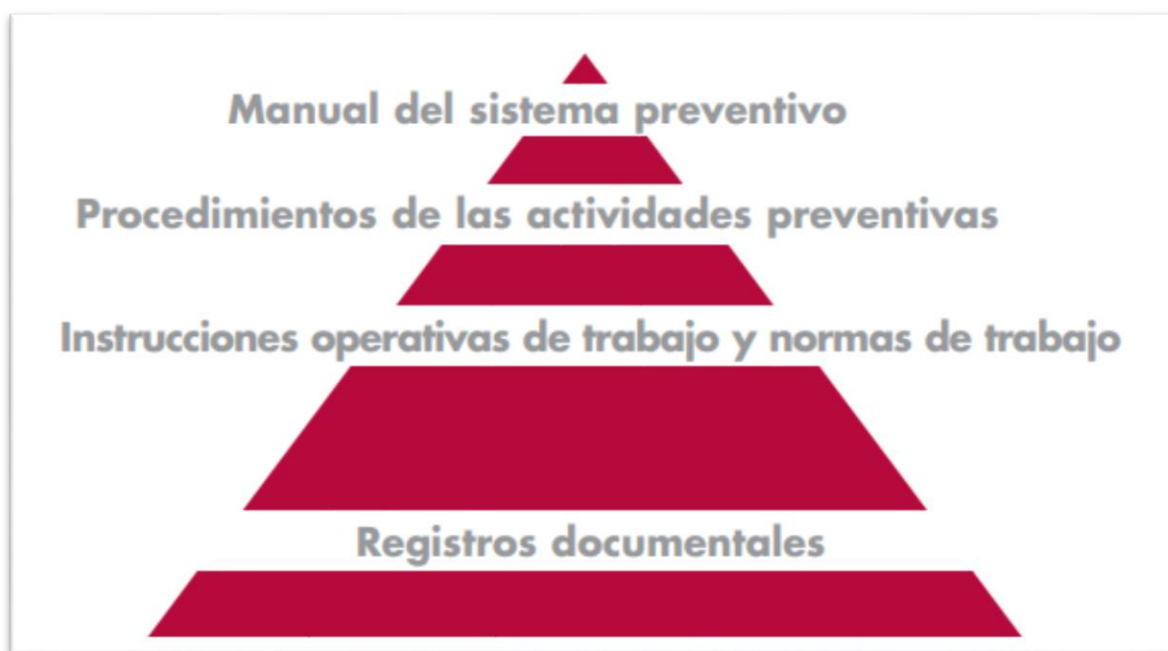 Manual del sistema preventivo
Procedimientos de las actividades preventivas
Instrucciones operativas de trabajo y normas de trabajo
Registros documentales